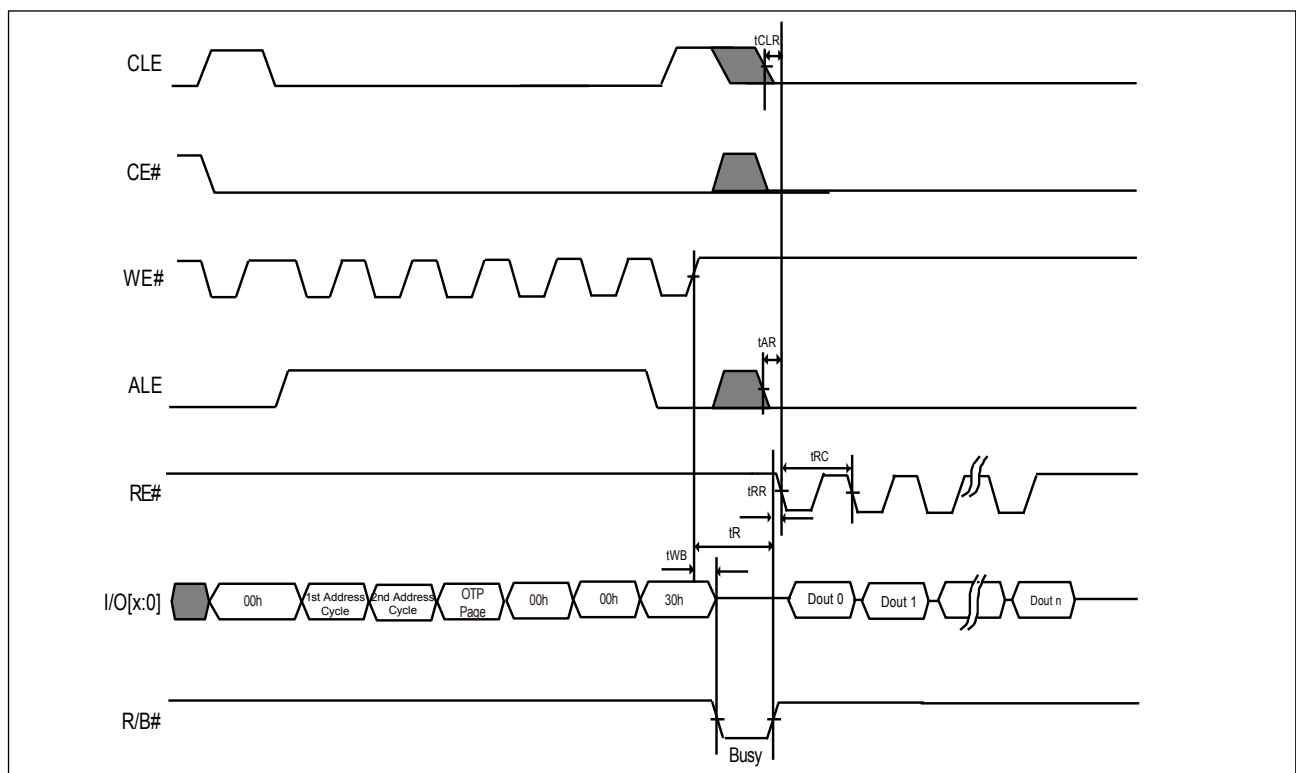 tCLR
CLE
CE#
WE#
tAR
ALE
tRC
RE#
tRR
tR
tWB
I/O[x:0]
00h
1st Address
Cycle
2nd Address
Cycle
OTP
Page
00h
00h
30h
Dout 0
Dout 1
Dout n
R/B#
Busy